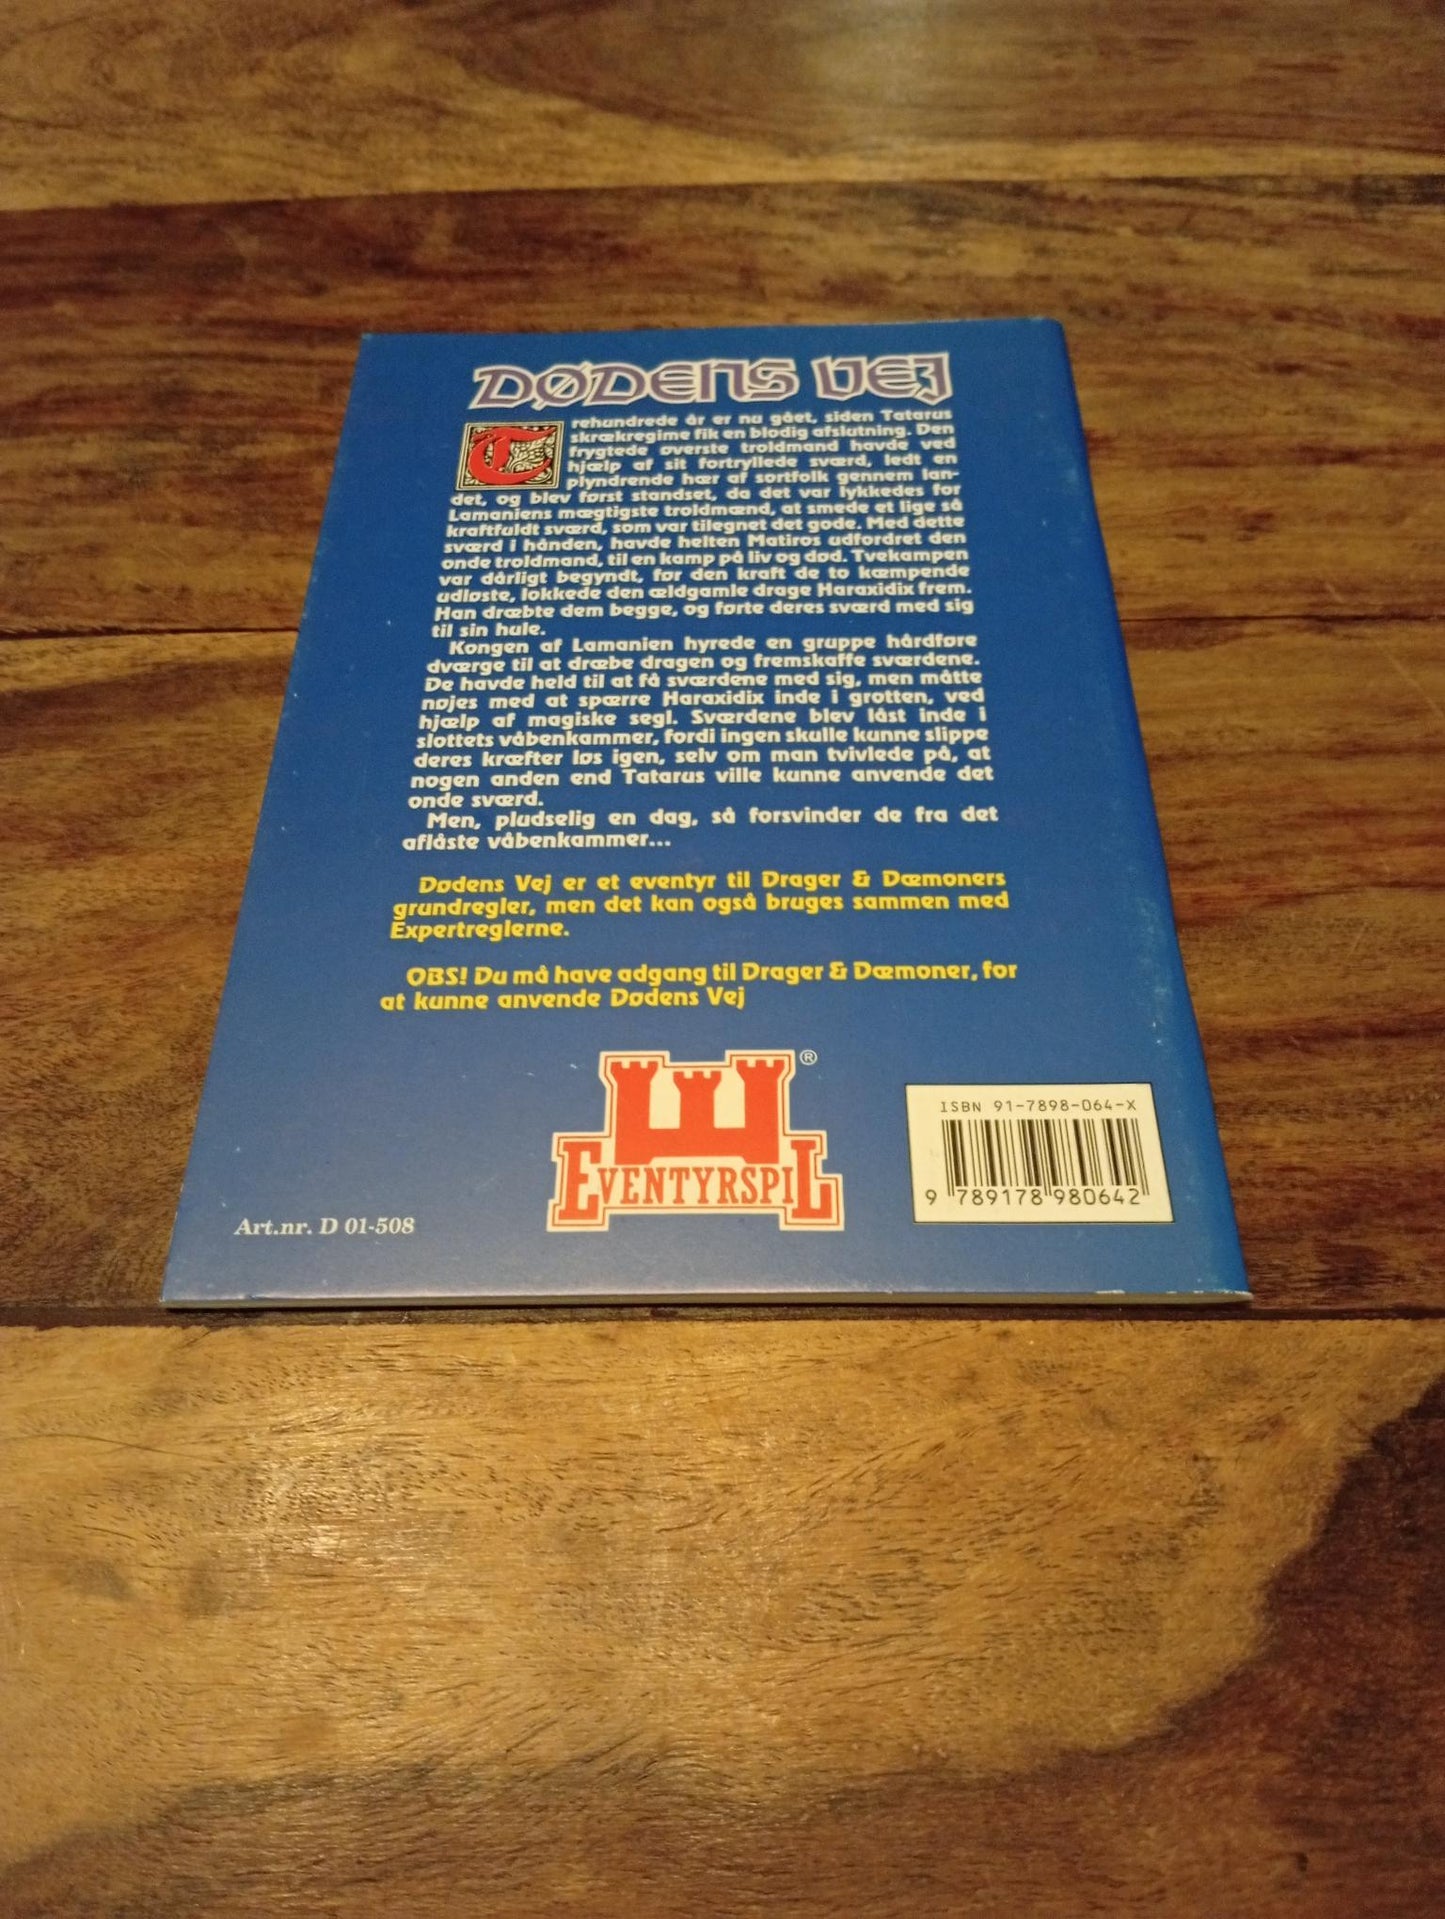 DØDENS VEJ
Trehundrede år er nu gået, siden Tatarus
skrækregime fik en blodig afslutning. Den
frygtede øverste troldmand havde ved
hjælp af sit fortryllede sværd, ledt en
plyndrende hær af sortfolk gennem lan-
det, og blev først standset, da det var lykkedes for
Lamaniens mægtigste troldmænd, at smede et lige så
kraftfuldt sværd, som var tilegnet det gode. Med dette
sværd i hånden, havde helten Matiros udfordret den
onde troldmand, til en kamp på liv og død. Tvekampen
var dårligt begyndt, før den kraft de to kæmpende
udløste, lokkede den ældgamle drage Haraxidix frem.
Han dræbte dem begge, og førte deres sværd med sig
til sin hule.
Kongen af Lamanien hyrede en gruppe hårdføre
dværge til at dræbe dragen og fremskaffe sværdene.
De havde held til at få sværdene med sig, men måtte
nøjes med at spærre Haraxidix inde i grotten, ved
hjælp af magiske segl. Sværdene blev låst inde i
slottets våbenkammer, fordi ingen skulle kunne slippe
deres kræfter løs igen, selv om man tvivlede på, at
nogen anden end Tatarus ville kunne anvende det
onde sværd.
Men, pludselig en dag, så forsvinder de fra det
aflåste våbenkammer...
Dødens Vej er et eventyr til Drager & Dæmoners
grundregler, men det kan også bruges sammen med
Expertreglerne.
OBS! Du må have adgang til Drager & Dæmoner, for
at kunne anvende Dødens Vej
®
EVENTYRSPIL
Art.nr. D 01-508
ISBN 91-7898-064-X
9 789178 980642